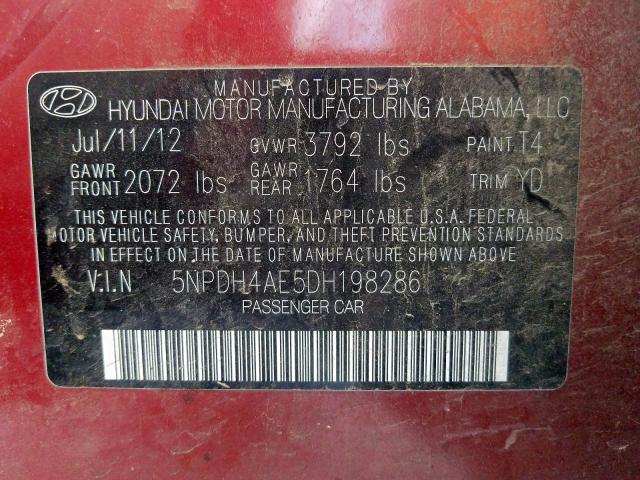 MANUFACTURED BY
HYUNDAI MOTOR MANUFACTURING ALABAMA, LLC
Jul/11/12 GVWR 3792 lbs PAINT T4
GAWR FRONT 2072 lbs GAWR REAR 1764 lbs TRIM YD
THIS VEHICLE CONFORMS TO ALL APPLICABLE U.S.A. FEDERAL
MOTOR VEHICLE SAFETY, BUMPER, AND THEFT PREVENTION STANDARDS
IN EFFECT ON THE DATE OF MANUFACTURE SHOWN ABOVE
V.I.N 5NPDH4AE5DH198286
PASSENGER CAR